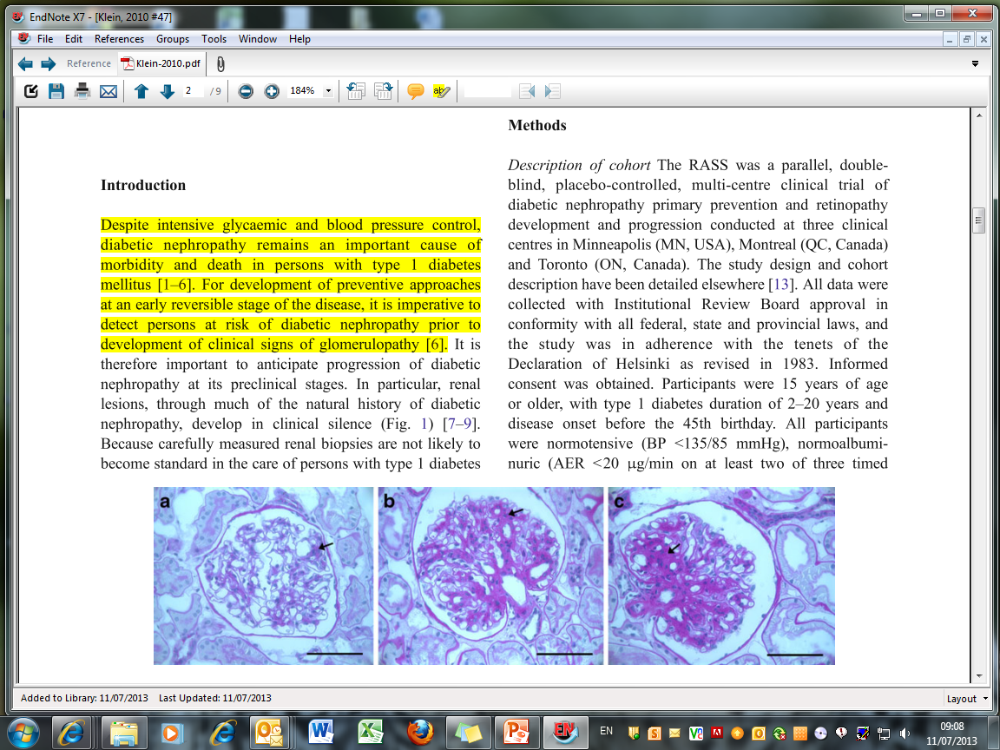 EndNote X7 - [Klein, 2010 #47]
File Edit References Groups Tools Window Help
Reference Klein-2010.pdf
2 / 9 184%
Introduction
Despite intensive glycaemic and blood pressure control,
diabetic nephropathy remains an important cause of
morbidity and death in persons with type 1 diabetes
mellitus [1–6]. For development of preventive approaches
at an early reversible stage of the disease, it is imperative to
detect persons at risk of diabetic nephropathy prior to
development of clinical signs of glomerulopathy [6]. It is
therefore important to anticipate progression of diabetic
nephropathy at its preclinical stages. In particular, renal
lesions, through much of the natural history of diabetic
nephropathy, develop in clinical silence (Fig. 1) [7–9].
Because carefully measured renal biopsies are not likely to
become standard in the care of persons with type 1 diabetes
Methods
Description of cohort The RASS was a parallel, double-
blind, placebo-controlled, multi-centre clinical trial of
diabetic nephropathy primary prevention and retinopathy
development and progression conducted at three clinical
centres in Minneapolis (MN, USA), Montreal (QC, Canada)
and Toronto (ON, Canada). The study design and cohort
description have been detailed elsewhere [13]. All data were
collected with Institutional Review Board approval in
conformity with all federal, state and provincial laws, and
the study was in adherence with the tenets of the
Declaration of Helsinki as revised in 1983. Informed
consent was obtained. Participants were 15 years of age
or older, with type 1 diabetes duration of 2–20 years and
disease onset before the 45th birthday. All participants
were normotensive (BP <135/85 mmHg), normoalbumi-
nuric (AER <20 μg/min on at least two of three timed
a b c
Added to Library: 11/07/2013 Last Updated: 11/07/2013 Layout
EN 09:08
11/07/2013